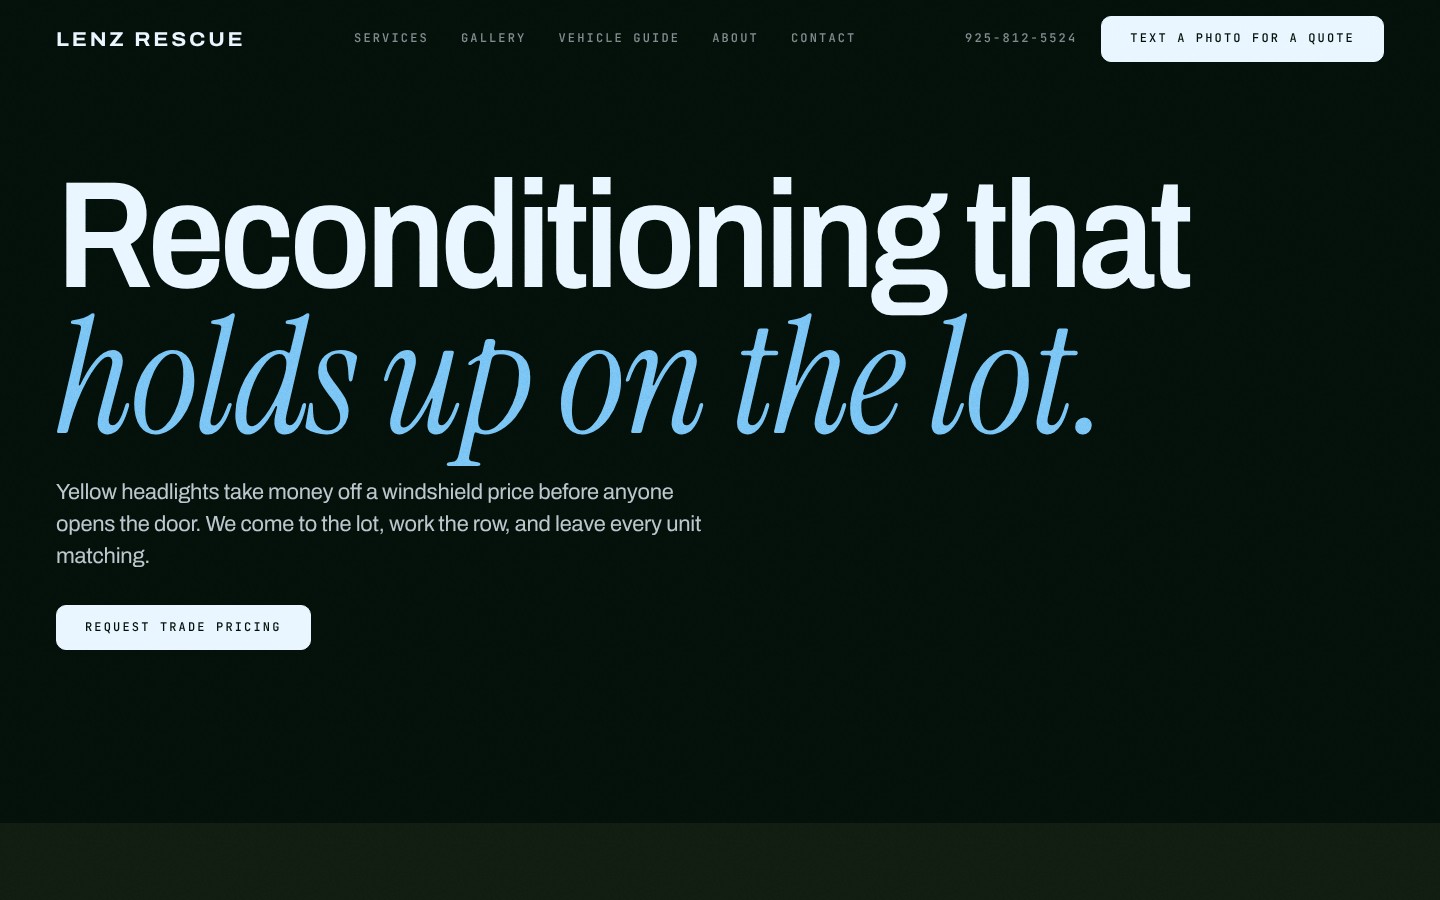 LENZ RESCUE
SERVICES GALLERY VEHICLE GUIDE ABOUT CONTACT
925-812-5524
TEXT A PHOTO FOR A QUOTE
Reconditioning that
holds up on the lot.
Yellow headlights take money off a windshield price before anyone
opens the door. We come to the lot, work the row, and leave every unit
matching.
REQUEST TRADE PRICING